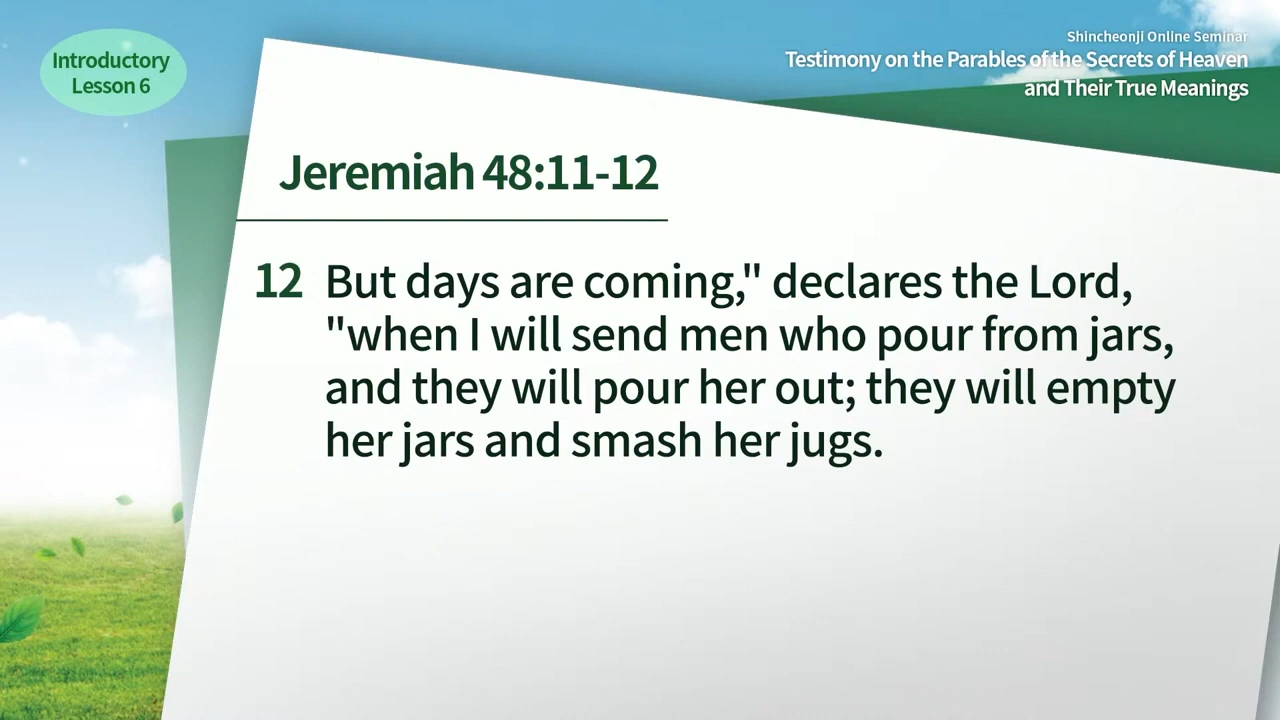 Introductory
Lesson 6
Shincheonji Online Seminar
Testimony on the Parables of the Secrets of Heaven
and Their True Meanings
Jeremiah 48:11-12
12 But days are coming," declares the Lord,
"when I will send men who pour from jars,
and they will pour her out; they will empty
her jars and smash her jugs.